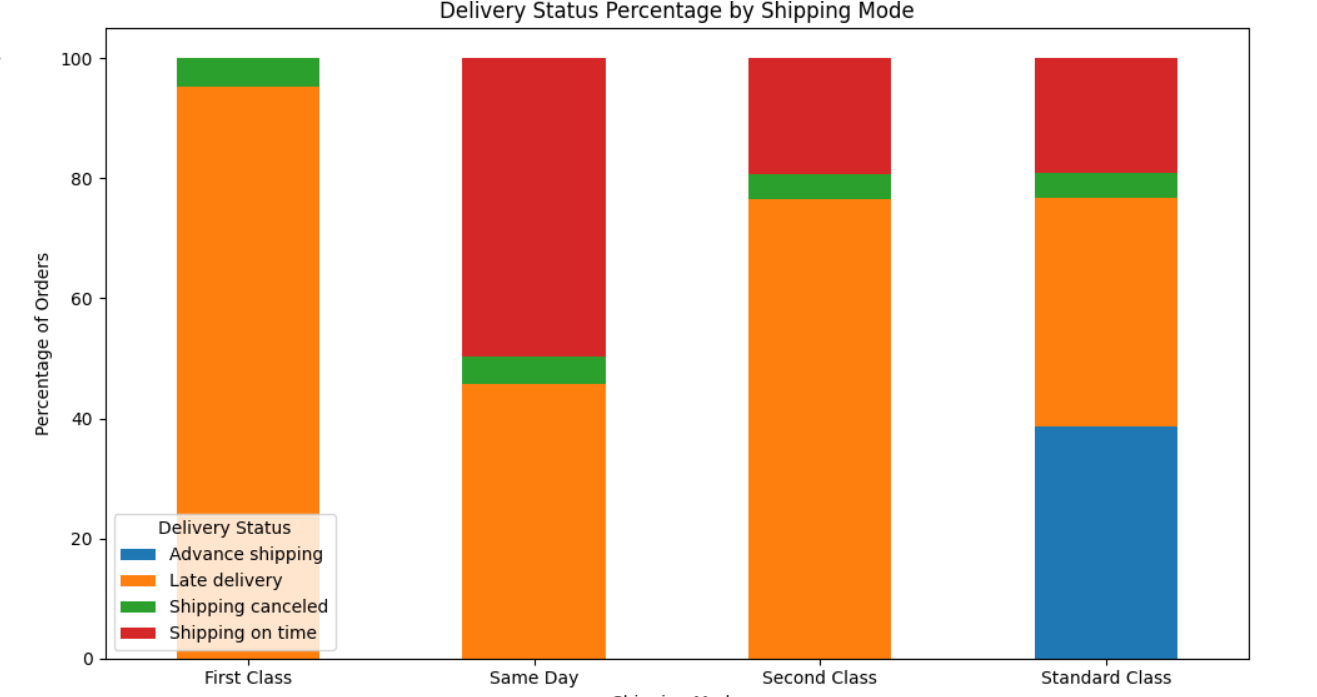 Delivery Status Percentage by Shipping Mode
Percentage of Orders
100
80
60
40
20
0
Delivery Status
Advance shipping
Late delivery
Shipping canceled
Shipping on time
First Class
Same Day
Second Class
Standard Class